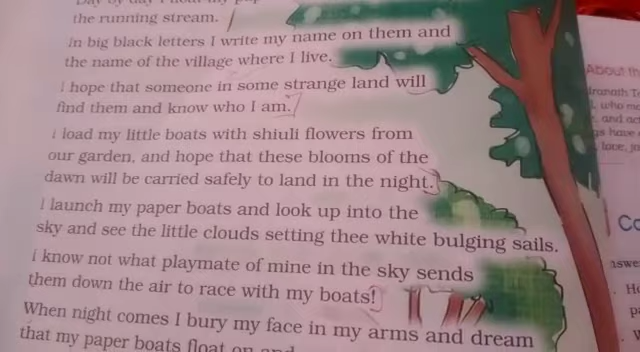 the running stream.
In big black letters I write my name on them and
the name of the village where I live.
I hope that someone in some strange land will
find them and know who I am.
I load my little boats with shiuli flowers from
our garden, and hope that these blooms of the
dawn will be carried safely to land in the night.
I launch my paper boats and look up into the
sky and see the little clouds setting thee white bulging sails.
I know not what playmate of mine in the sky sends
them down the air to race with my boats!
When night comes I bury my face in my arms and dream
that my paper boats float on and
About th